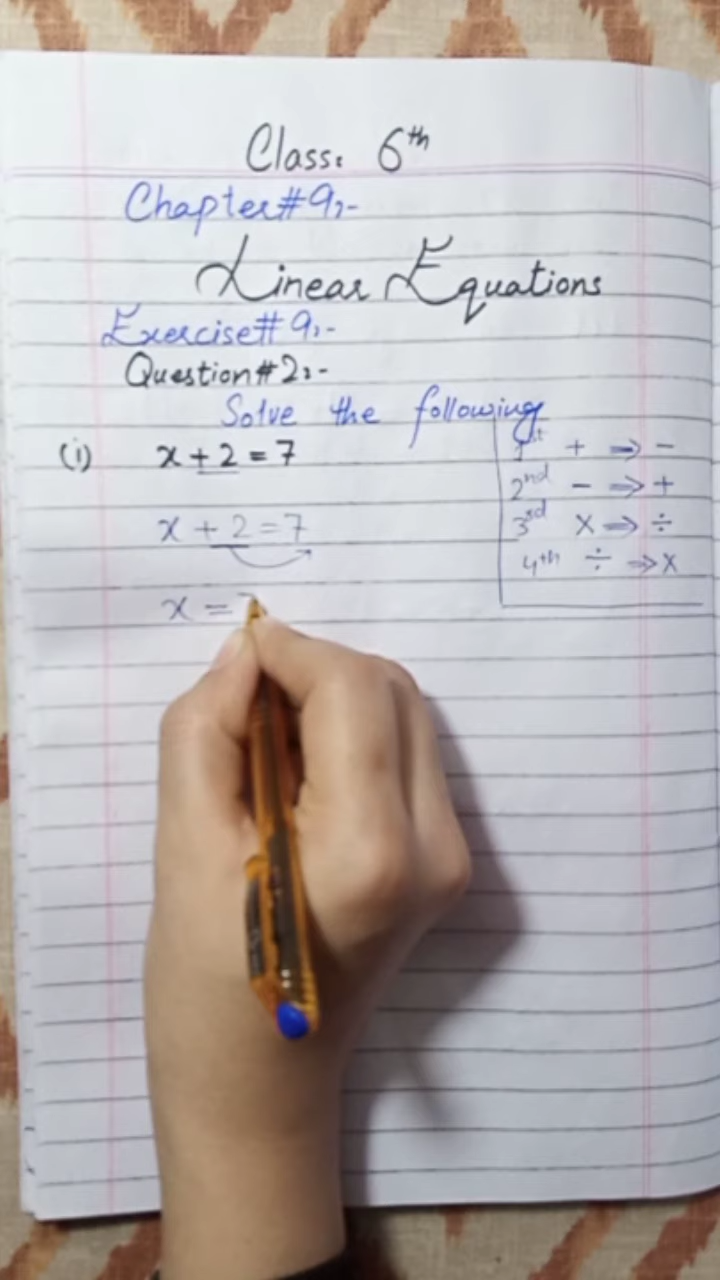 Class: 6th
Chapter# 9:-
Linear Equations
Exercise# 9:-
Question# 2:-
Solve the following
(i) x + 2 = 7
x + 2 = 7
x =
1st + ⇒ -
2nd - ⇒ +
3rd × ⇒ ÷
4th ÷ ⇒ ×